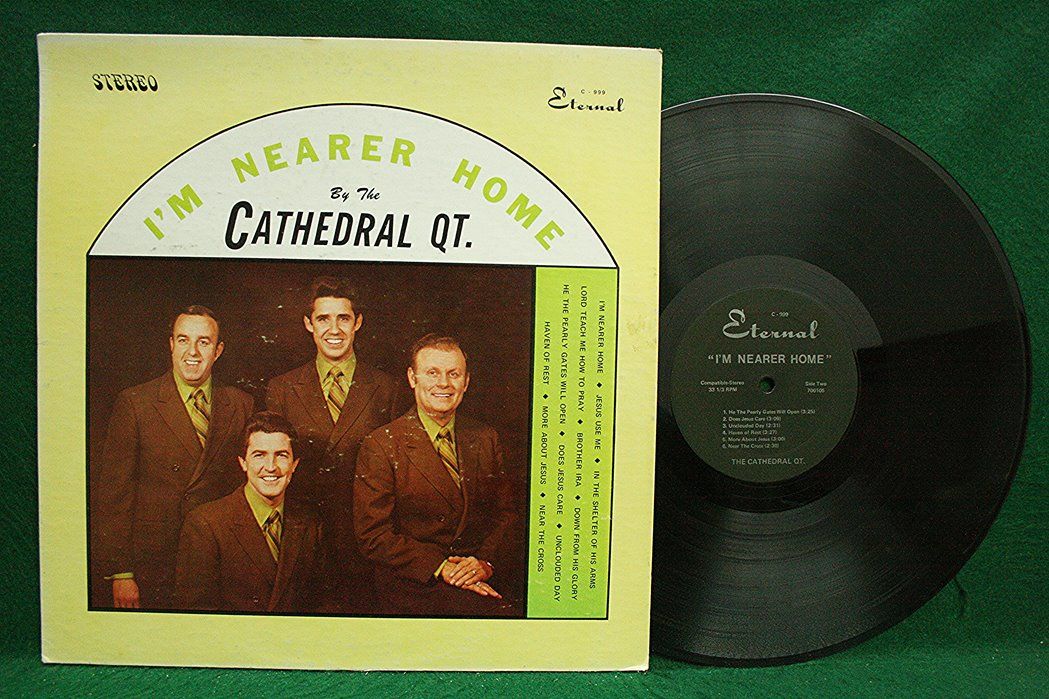 STEREO
C - 999
Eternal
I'M NEARER HOME
By The
CATHEDRAL QT.
I'M NEARER HOME ♦ JESUS USE ME ♦ IN THE SHELTER OF HIS ARMS
LORD TEACH ME HOW TO PRAY ♦ BROTHER IRA ♦ DOWN FROM HIS GLORY
HE THE PEARLY GATES WILL OPEN ♦ DOES JESUS CARE ♦ UNCLOUDED DAY
HAVEN OF REST ♦ MORE ABOUT JESUS ♦ NEAR THE CROSS
C - 999
Eternal
"I'M NEARER HOME"
Compatible-Stereo
33 1/3 RPM
Side Two
700105
1. He The Pearly Gates Will Open (3:25)
2. Does Jesus Care (3:09)
3. Unclouded Day (2:31)
4. Haven of Rest (3:27)
5. More About Jesus (3:00)
6. Near The Cross (2:30)
THE CATHEDRAL QT.